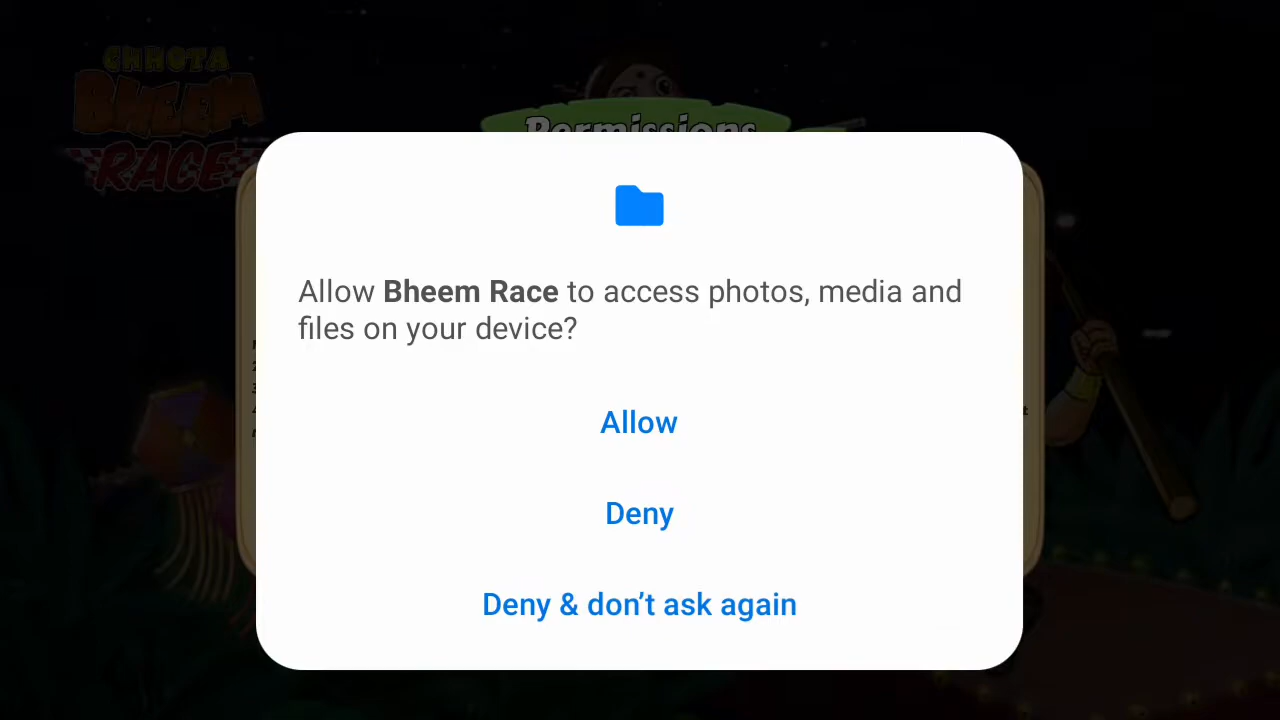 CHHOTA
BHEEM
RACE
Permissions
Allow Bheem Race to access photos, media and
files on your device?
Allow
Deny
Deny & don’t ask again